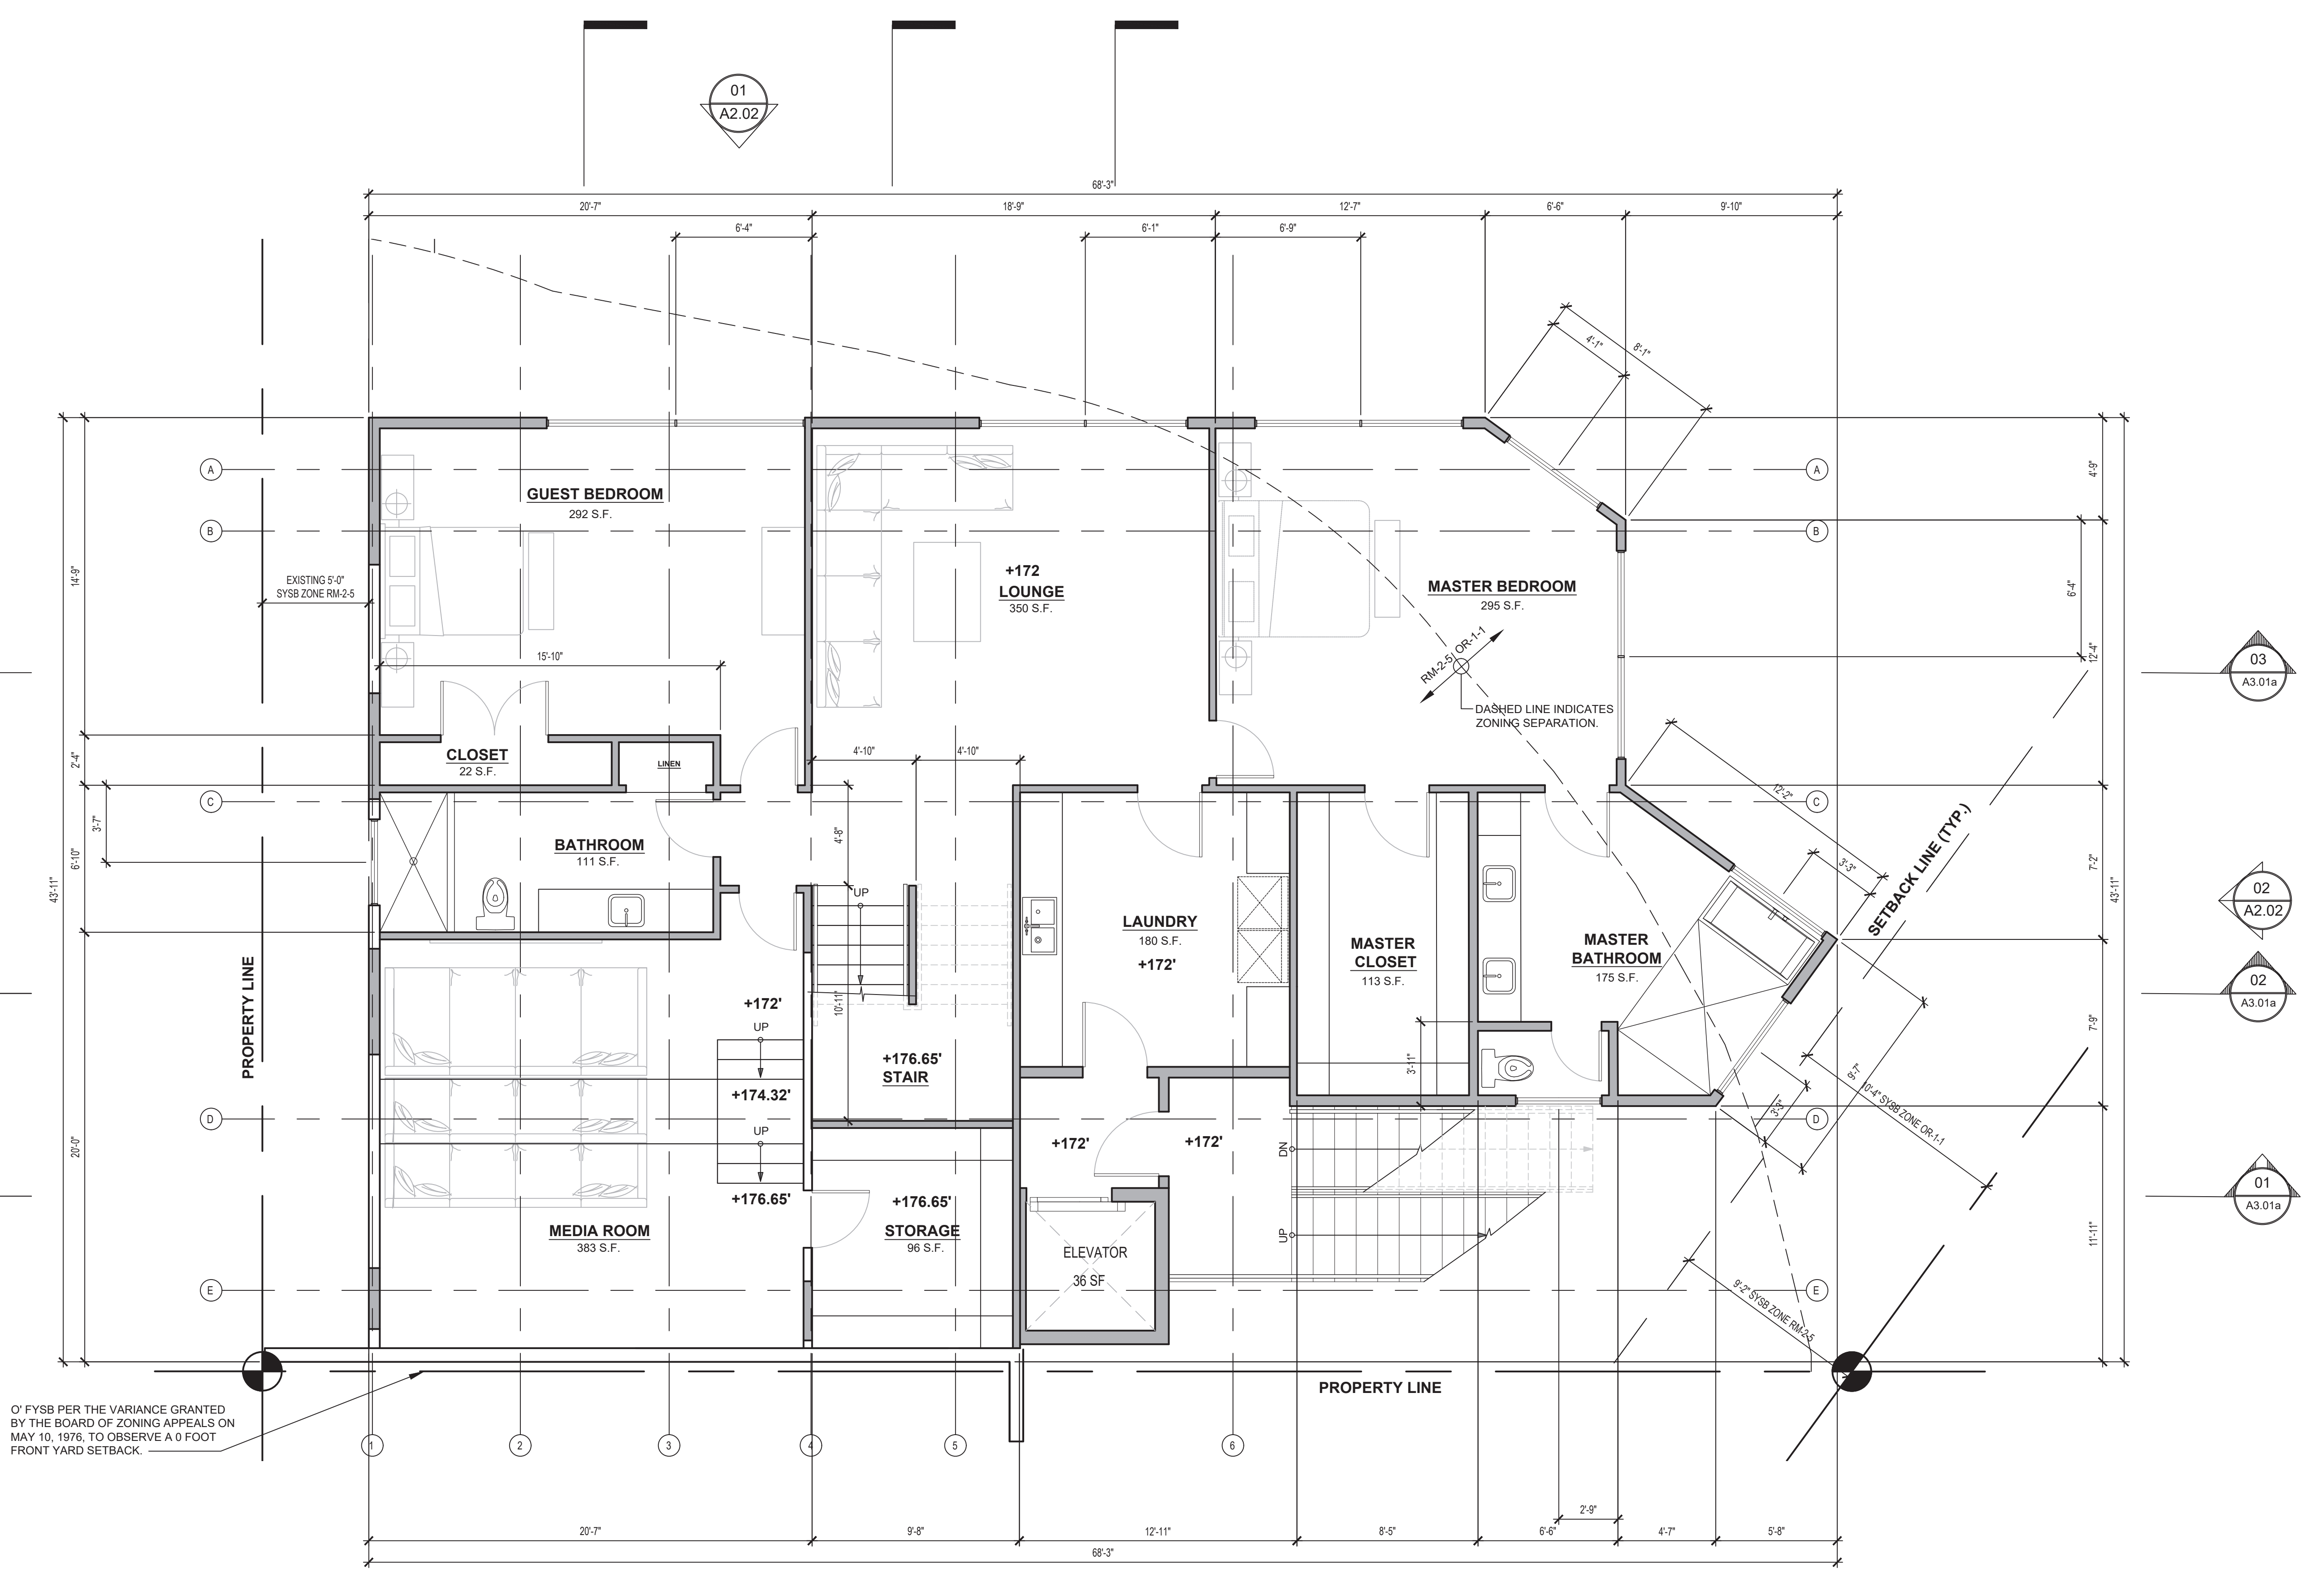 01
A2.02
68'-3"
20'-7"
18'-9"
12'-7"
6'-6"
9'-10"
6'-4"
6'-1"
6'-9"
4'-1"
8'-1"
A
GUEST BEDROOM
292 S.F.
A
4'-9"
B
B
14'-9"
EXISTING 5'-0"
SYSB ZONE RM-2-5
+172
LOUNGE
350 S.F.
MASTER BEDROOM
295 S.F.
6'-4"
12'-4"
03
A3.01a
15'-10"
RM-2-5
OR-1-1
DASHED LINE INDICATES
ZONING SEPARATION.
2'-4"
CLOSET
22 S.F.
LINEN
4'-10"
4'-10"
C
C
12'-2"
3'-7"
6'-10"
43'-11"
BATHROOM
111 S.F.
4'-8"
UP
3'-3"
SETBACK LINE (TYP.)
7'-2"
43'-11"
02
A2.02
LAUNDRY
180 S.F.
+172'
MASTER
CLOSET
113 S.F.
MASTER
BATHROOM
175 S.F.
02
A3.01a
PROPERTY LINE
+172'
UP
10'-11"
7'-9"
+176.65'
STAIR
3'-11"
+174.32'
9'-7"
10'-4" SYSB ZONE OR-1-1
3'-3"
D
D
UP
20'-0"
+172'
+172'
DN
+176.65'
+176.65'
01
A3.01a
MEDIA ROOM
383 S.F.
STORAGE
96 S.F.
UP
11'-11"
ELEVATOR
36 SF
E
E
9'-2" SYSB ZONE RM-2-5
PROPERTY LINE
O' FYSB PER THE VARIANCE GRANTED
BY THE BOARD OF ZONING APPEALS ON
MAY 10, 1976, TO OBSERVE A 0 FOOT
FRONT YARD SETBACK.
1
2
3
4
5
6
2'-9"
20'-7"
9'-8"
12'-11"
8'-5"
6'-6"
4'-7"
5'-8"
68'-3"